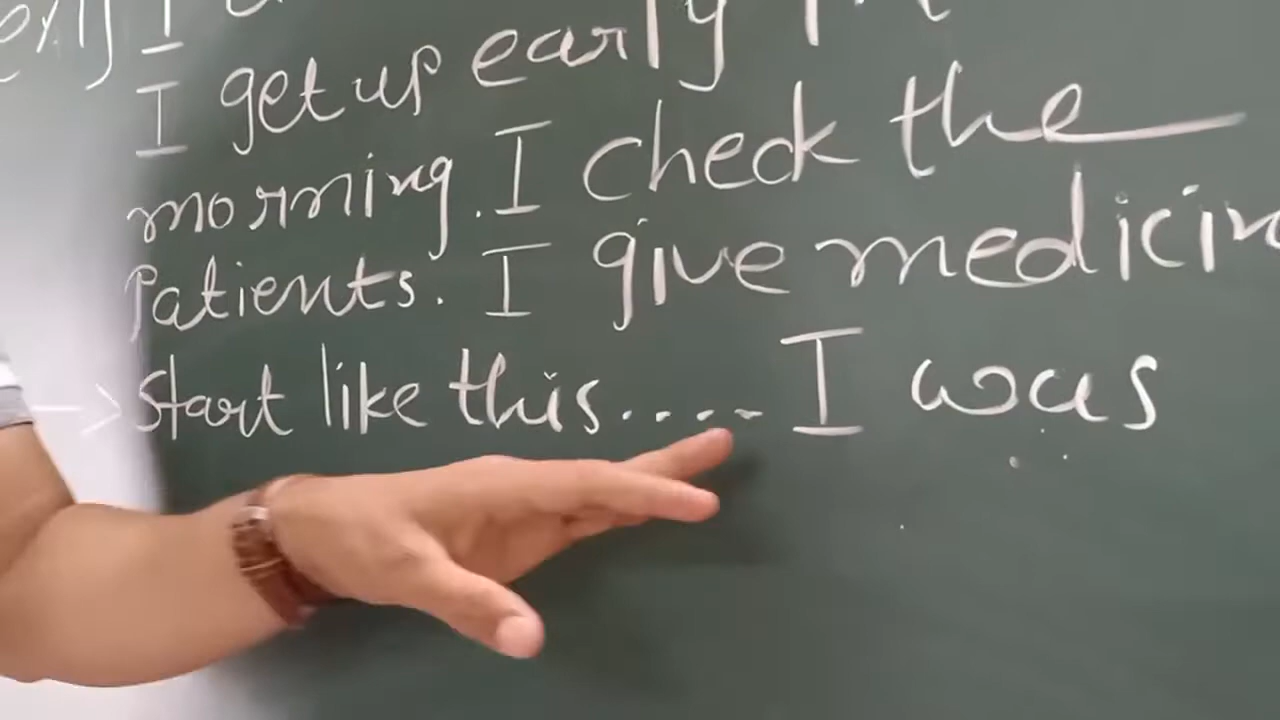 I
I get up early
morning. I check the
Patients. I give medicin
Start like this..... I was